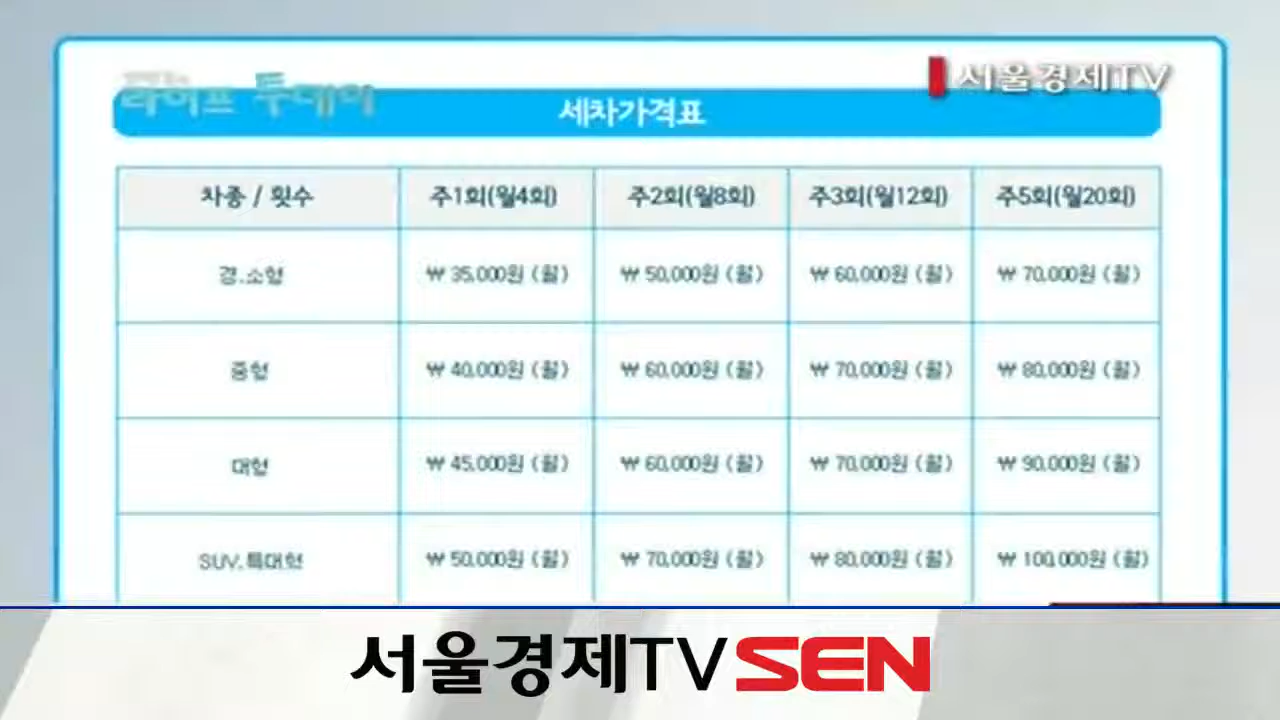 라이프 투데이
서울경제TV
세차가격표
차종 / 횟수 주1회(월4회) 주2회(월8회) 주3회(월12회) 주5회(월20회)
경.소형 ₩ 35,000원 (월) ₩ 50,000원 (월) ₩ 60,000원 (월) ₩ 70,000원 (월)
중형 ₩ 40,000원 (월) ₩ 60,000원 (월) ₩ 70,000원 (월) ₩ 80,000원 (월)
대형 ₩ 45,000원 (월) ₩ 60,000원 (월) ₩ 70,000원 (월) ₩ 90,000원 (월)
SUV.특대형 ₩ 50,000원 (월) ₩ 70,000원 (월) ₩ 80,000원 (월) ₩ 100,000원 (월)
서울경제TV SEN